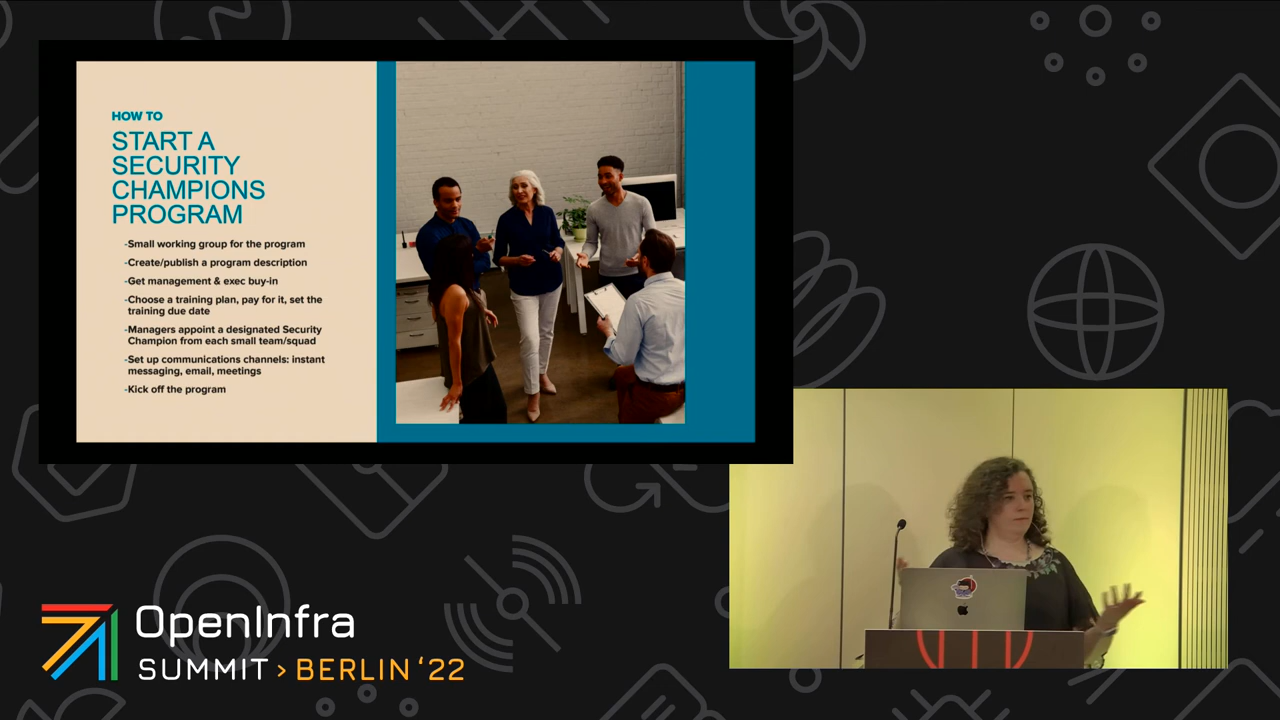 HOW TO
START A
SECURITY
CHAMPIONS
PROGRAM
-Small working group for the program
-Create/publish a program description
-Get management & exec buy-in
-Choose a training plan, pay for it, set the
training due date
-Managers appoint a designated Security
Champion from each small team/squad
-Set up communications channels: instant
messaging, email, meetings
-Kick off the program
OpenInfra
SUMMIT > BERLIN ‘22